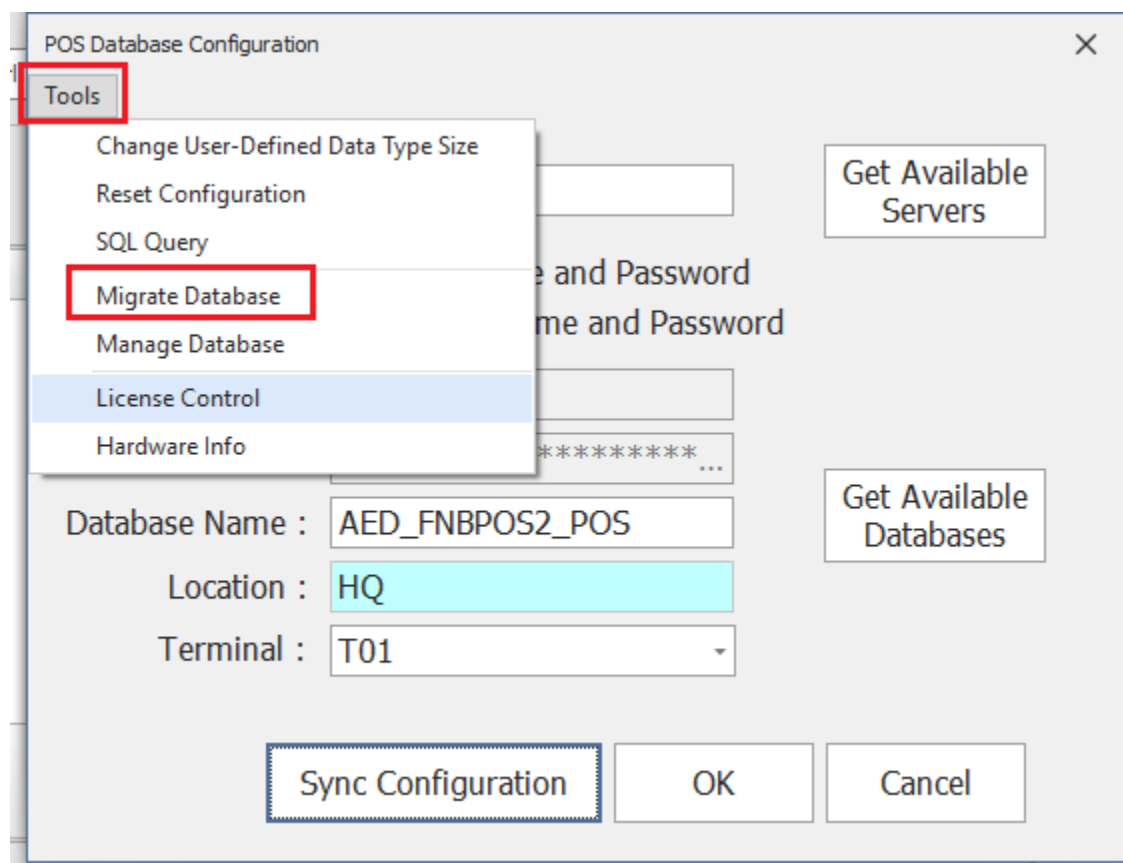 POS Database Configuration
Tools
Change User-Defined Data Type Size
Reset Configuration
SQL Query
Migrate Database
Manage Database
License Control
Hardware Info
Get Available
Servers
and Password
and Password
**********...
Get Available
Databases
Database Name : AED_FNBPOS2_POS
Location : HQ
Terminal : T01
Sync Configuration OK Cancel